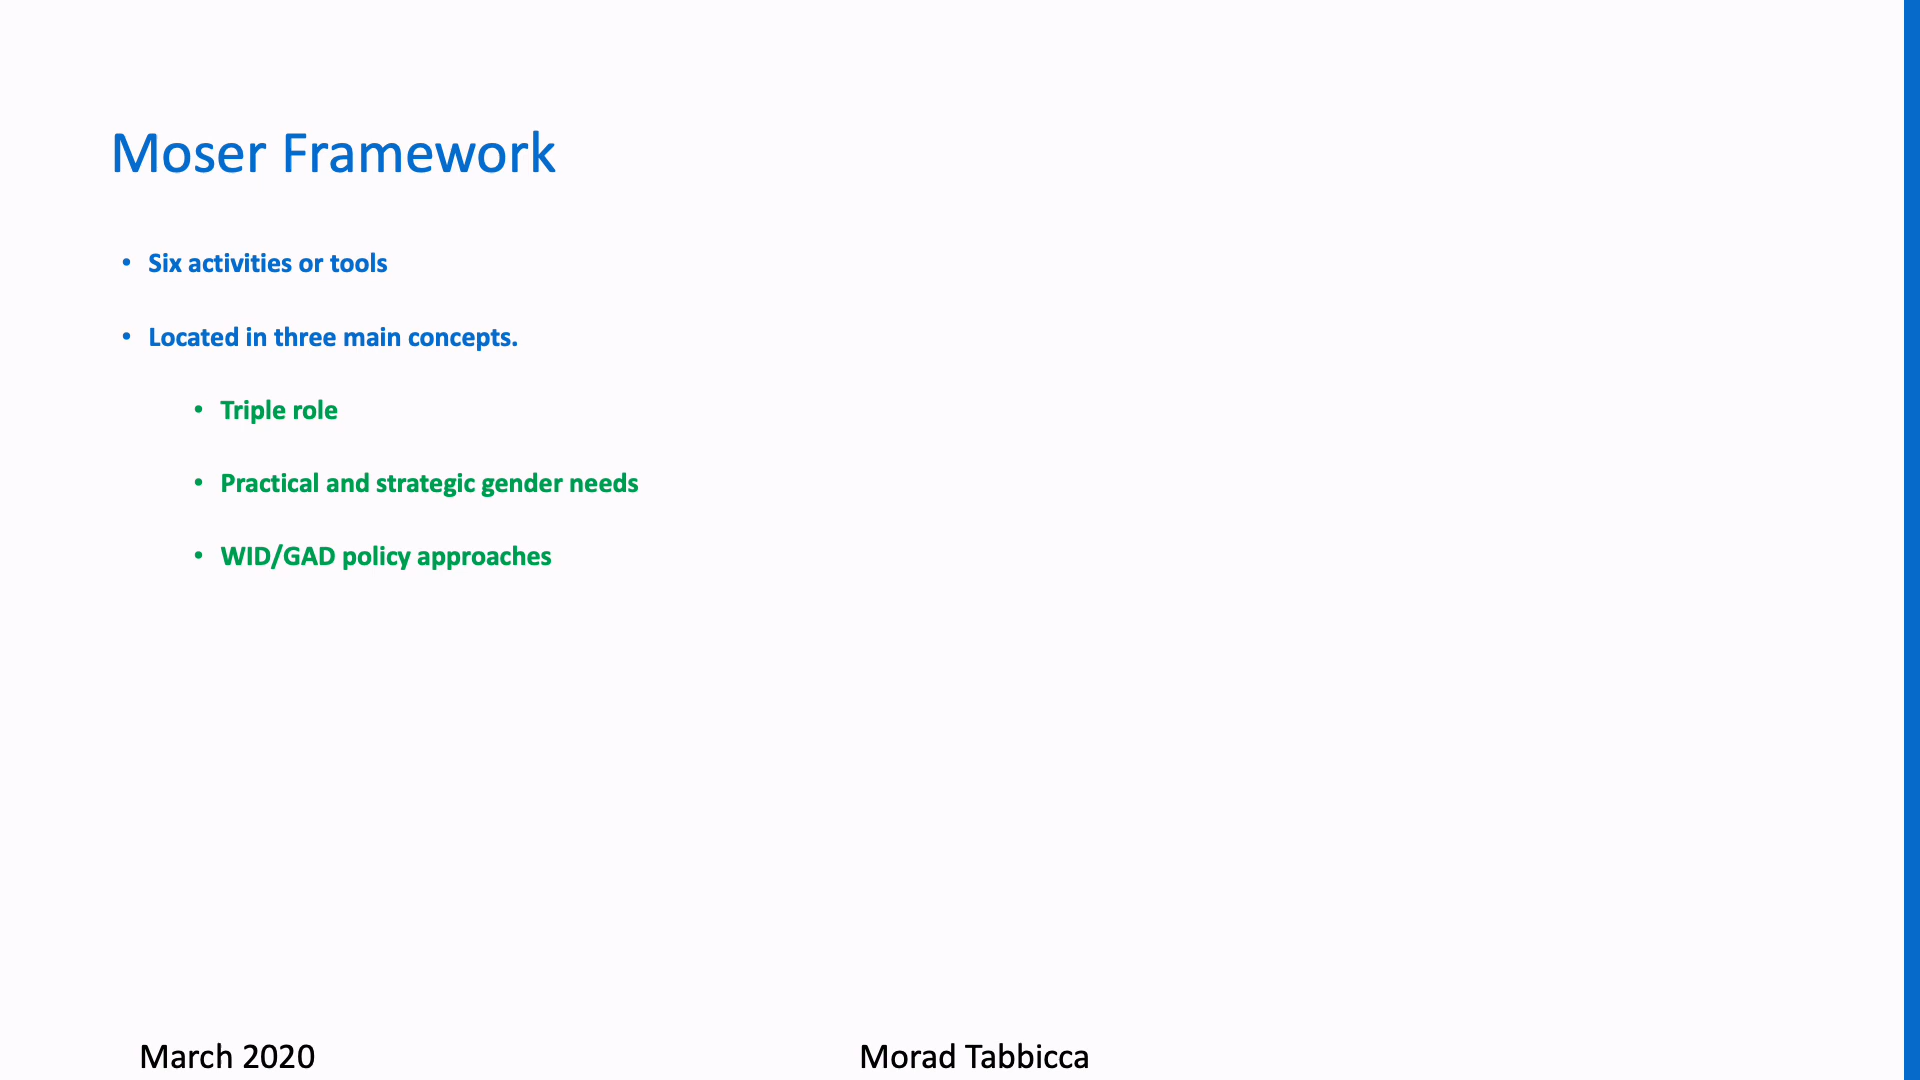 Moser Framework
• Six activities or tools
• Located in three main concepts.
• Triple role
• Practical and strategic gender needs
• WID/GAD policy approaches
March 2020
Morad Tabbicca